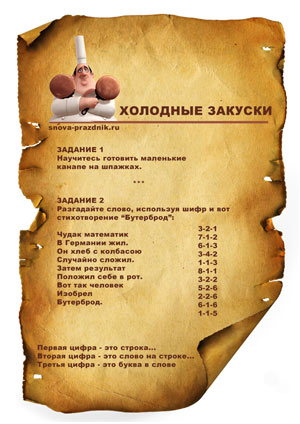 ХОЛОДНЫЕ ЗАКУСКИ
snova-prazdnik.ru
ЗАДАНИЕ 1
Научитесь готовить маленькие
канапе на шпажках.
***
ЗАДАНИЕ 2
Разгадайте слово, используя шифр и вот
стихотворение “Бутерброд”:
Чудак математик
В Германии жил.
Он хлеб с колбасою
Случайно сложил.
Затем результат
Положил себе в рот.
Вот так человек
Изобрел
Бутерброд.
3-2-1
7-1-2
6-1-3
3-4-2
1-1-3
8-1-1
3-2-2
5-2-6
2-2-6
6-1-6
1-1-5
Первая цифра - это строка...
Вторая цифра - это слово на строке...
Третья цифра - это буква в слове